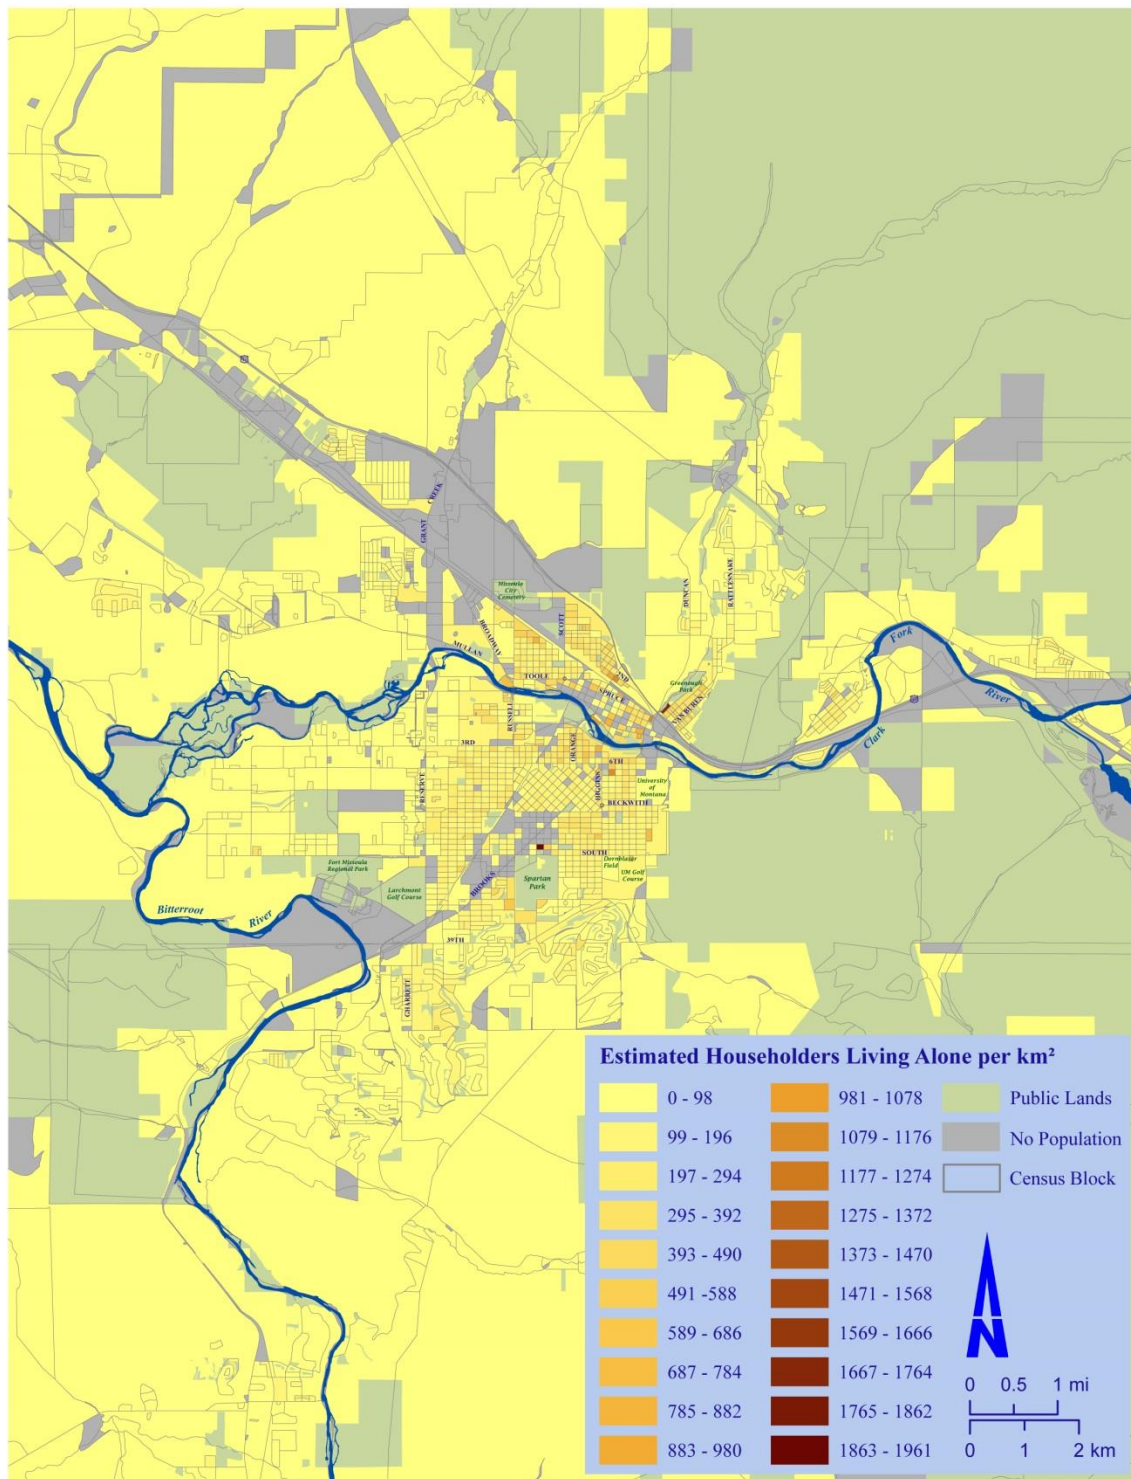 GRANT
CREEK
Missoula
City
Cemetery
SCOTT
DUNCAN
RATTLESNAKE
BROADWAY
MULLAN
Fork
2ND
TOOLE
Greenough
Park
SPRUCE
VAN BUREN
River
RUSSELL
Clark
3RD
ORANGE
6TH
RESERVE
HIGGINS
University
of
Montana
BECKWITH
SOUTH
Fort Missoula
Regional Park
Dornblaser
Field
UM Golf
Course
Larchmont
Golf Course
BROOKS
Spartan
Park
Bitterroot
River
39TH
GHARRETT
Estimated Householders Living Alone per km²
0 - 98
99 - 196
197 - 294
295 - 392
393 - 490
491 -588
589 - 686
687 - 784
785 - 882
883 - 980
981 - 1078
1079 - 1176
1177 - 1274
1275 - 1372
1373 - 1470
1471 - 1568
1569 - 1666
1667 - 1764
1765 - 1862
1863 - 1961
Public Lands
No Population
Census Block
N
0 0.5 1 mi
0 1 2 km